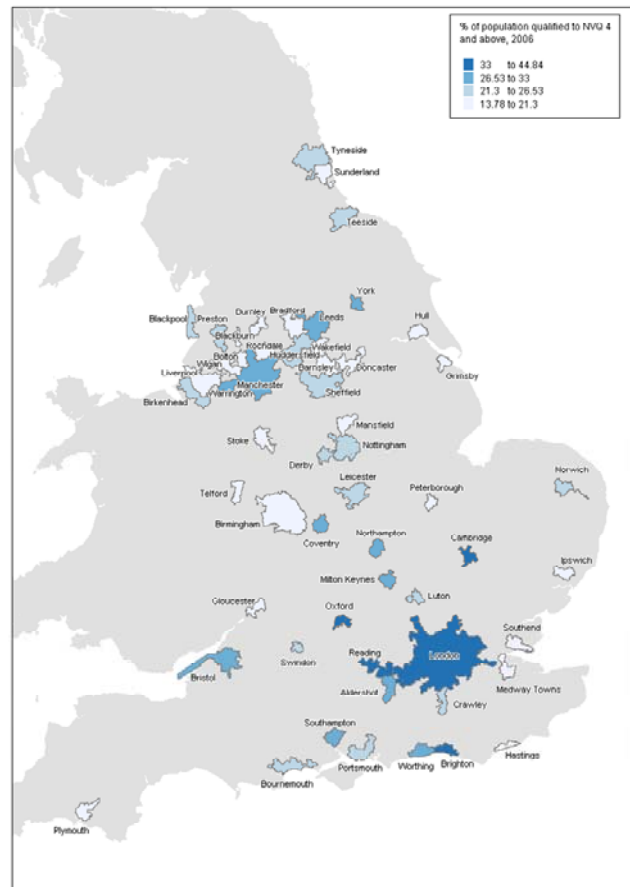 % of population qualified to NVQ 4
and above, 2006
33 to 44.84
26.53 to 33
21.3 to 26.53
13.78 to 21.3
Tyneside
Sunderland
Teeside
York
Blackpool
Preston
Burnley
Bradford
Leeds
Hull
Blackburn
Rochdale
Wakefield
Bolton
Huddersfield
Wigan
Barnsley
Doncaster
Grimsby
Liverpool
Manchester
Warrington
Sheffield
Birkenhead
Mansfield
Stoke
Nottingham
Derby
Leicester
Norwich
Telford
Peterborough
Birmingham
Coventry
Northampton
Cambridge
Ipswich
Milton Keynes
Gloucester
Luton
Oxford
Southend
Reading
London
Swindon
Bristol
Aldershot
Medway Towns
Crawley
Southampton
Hastings
Portsmouth
Worthing
Brighton
Bournemouth
Plymouth